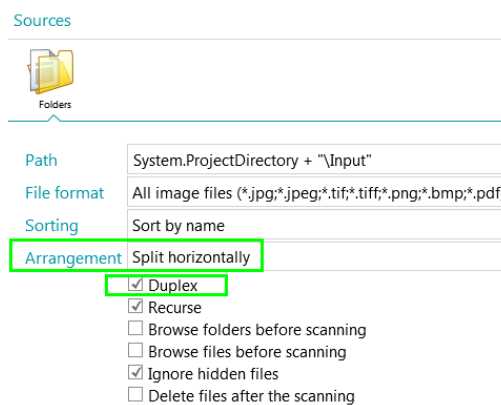 Sources
Folders
Path System.ProjectDirectory + "\Input"
File format All image files (*.jpg;*.jpeg;*.tif;*.tiff;*.png;*.bmp;*.pdf
Sorting Sort by name
Arrangement Split horizontally
Duplex
Recurse
Browse folders before scanning
Browse files before scanning
Ignore hidden files
Delete files after the scanning